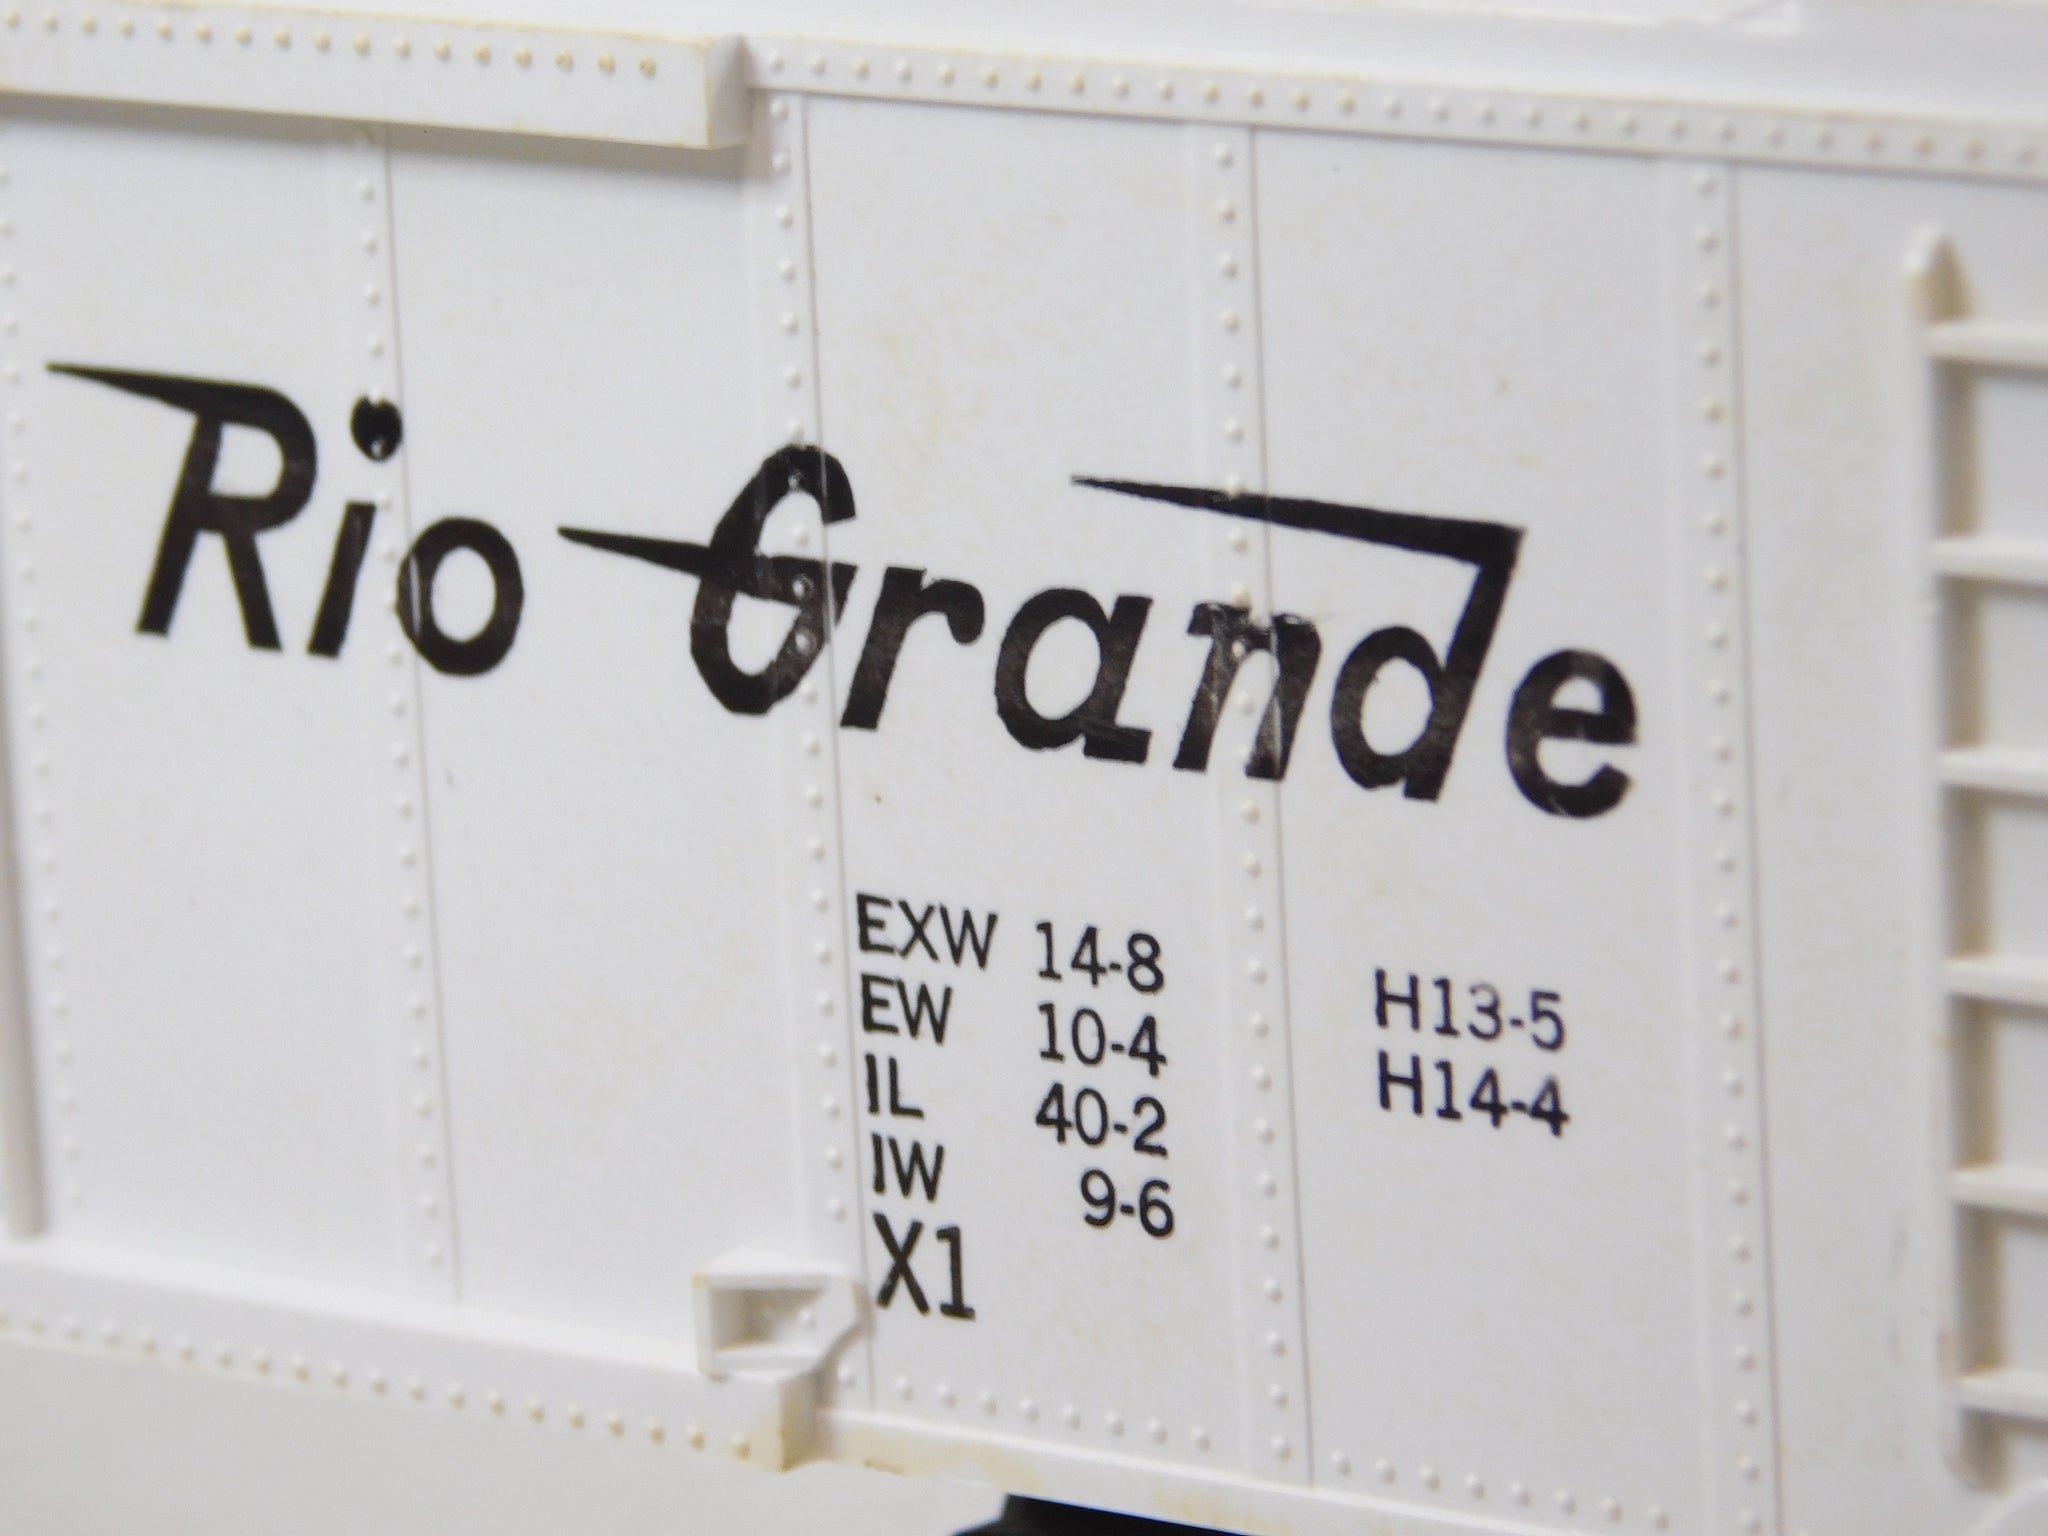 Rio Grande
EXW 14-8
EW 10-4 H13-5
IL 40-2 H14-4
IW 9-6
X1